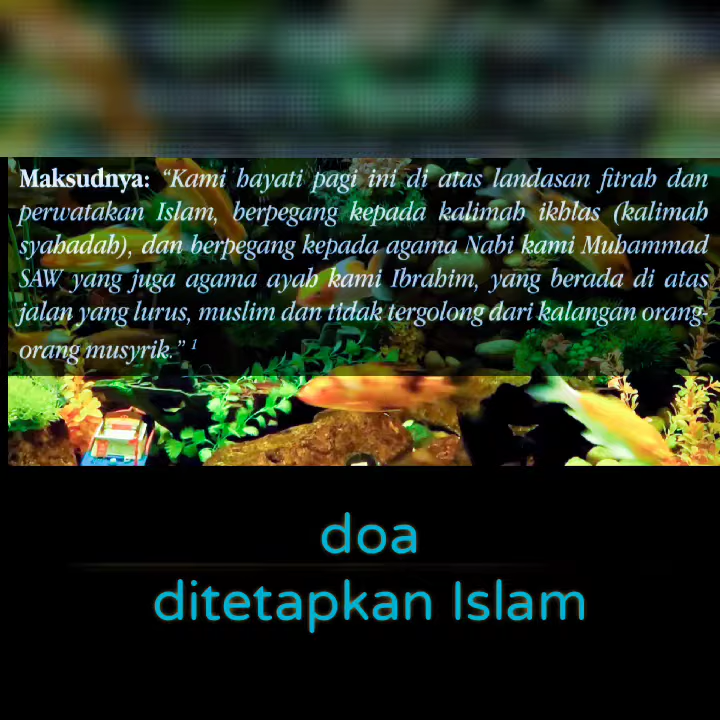 Maksudnya: “Kami hayati pagi ini di atas landasan fitrah dan
perwatakan Islam, berpegang kepada kalimah ikhlas (kalimah
syahadah), dan berpegang kepada agama Nabi kami Muhammad
SAW yang juga agama ayah kami Ibrahim, yang berada di atas
jalan yang lurus, muslim dan tidak tergolong dari kalangan orang-
orang musyrik.” 1
doa
ditetapkan Islam